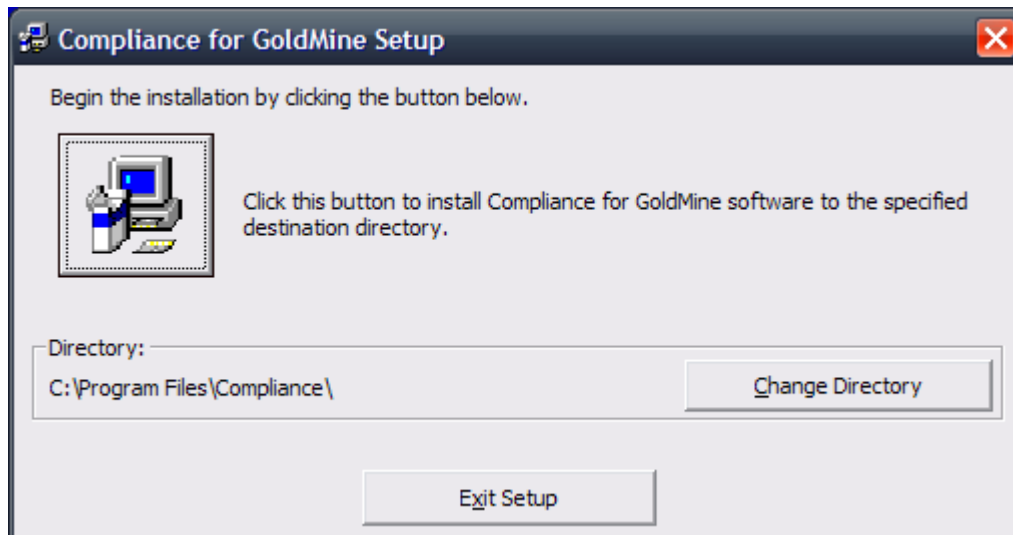 Compliance for GoldMine Setup
Begin the installation by clicking the button below.
Click this button to install Compliance for GoldMine software to the specified
destination directory.
Directory:
C:\Program Files\Compliance\
Change Directory
Exit Setup